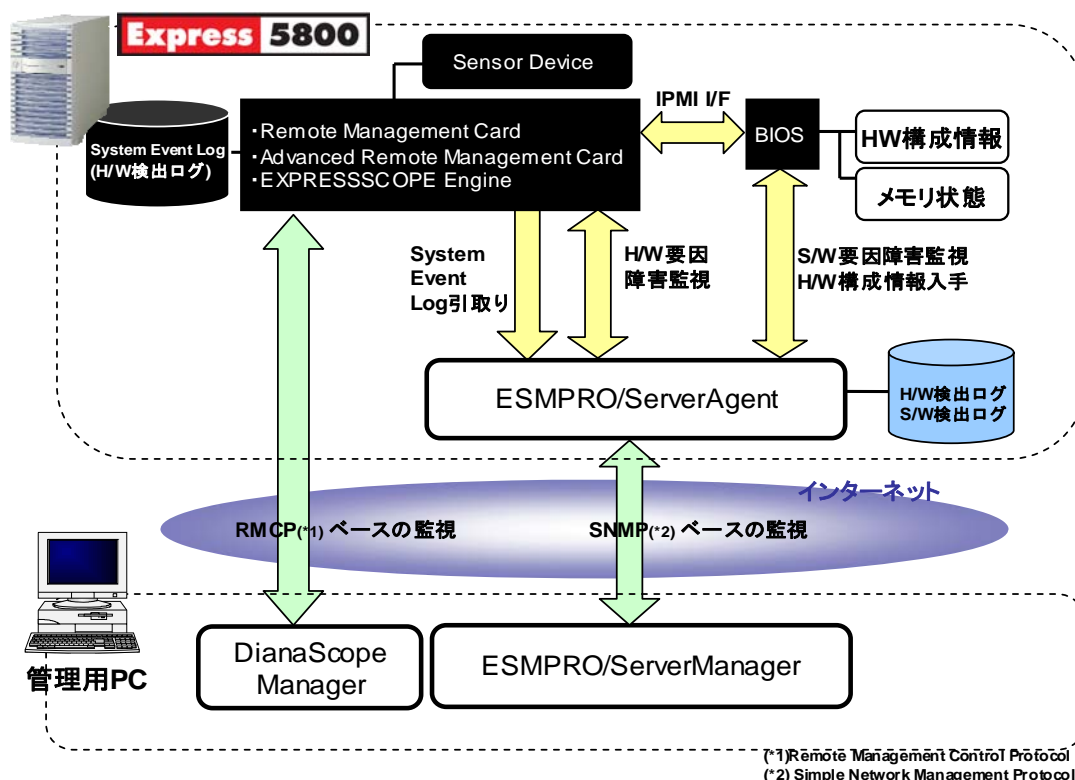 Express 5800
Sensor Device
IPMI I/F
System Event Log
(H/W検出ログ)
・Remote Management Card
・Advanced Remote Management Card
・EXPRESSSCOPE Engine
BIOS
HW構成情報
メモリ状態
System
Event
Log引取り
H/W要因
障害監視
S/W要因障害監視
H/W構成情報入手
ESMPRO/ServerAgent
H/W検出ログ
S/W検出ログ
インターネット
RMCP(*1) ベースの監視
SNMP(*2) ベースの監視
管理用PC
DianaScope
Manager
ESMPRO/ServerManager
(*1)Remote Management Control Protocol
(*2) Simple Network Management Protocol